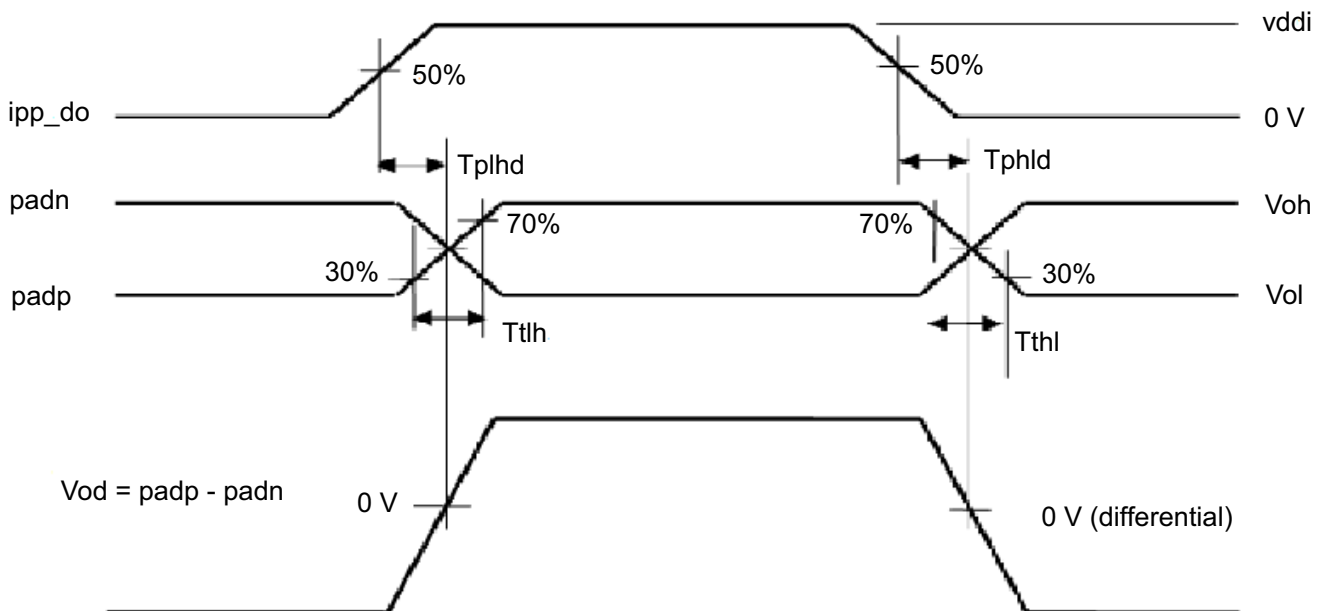 vddi
50%
50%
ipp_do
0 V
Tplhd
Tphld
padn
Voh
70%
70%
30%
30%
padp
Vol
Ttlh
Tthl
Vod = padp - padn
0 V
0 V (differential)